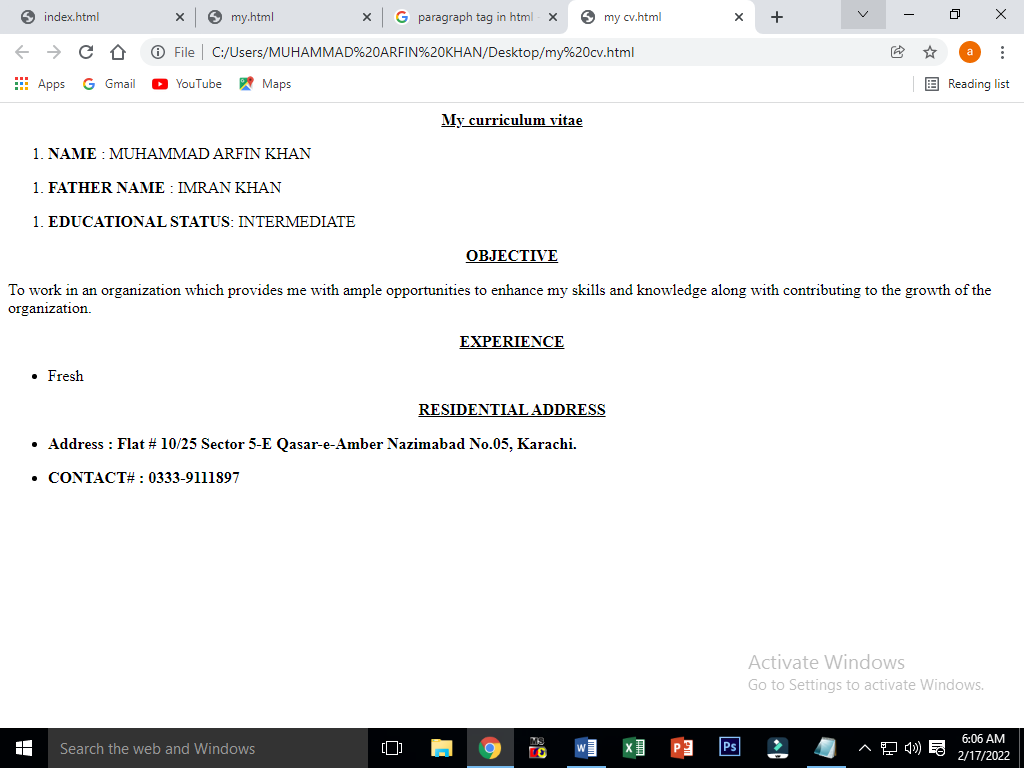 index.html
my.html
paragraph tag in html -
my cv.html
File
C:/Users/MUHAMMAD%20ARFIN%20KHAN/Desktop/my%20cv.html
a
Apps
Gmail
YouTube
Maps
Reading list
My curriculum vitae
1. NAME : MUHAMMAD ARFIN KHAN
1. FATHER NAME : IMRAN KHAN
1. EDUCATIONAL STATUS: INTERMEDIATE
OBJECTIVE
To work in an organization which provides me with ample opportunities to enhance my skills and knowledge along with contributing to the growth of the
organization.
EXPERIENCE
• Fresh
RESIDENTIAL ADDRESS
• Address : Flat # 10/25 Sector 5-E Qasar-e-Amber Nazimabad No.05, Karachi.
• CONTACT# : 0333-9111897
Activate Windows
Go to Settings to activate Windows.
Search the web and Windows
Ps
6:06 AM
2/17/2022